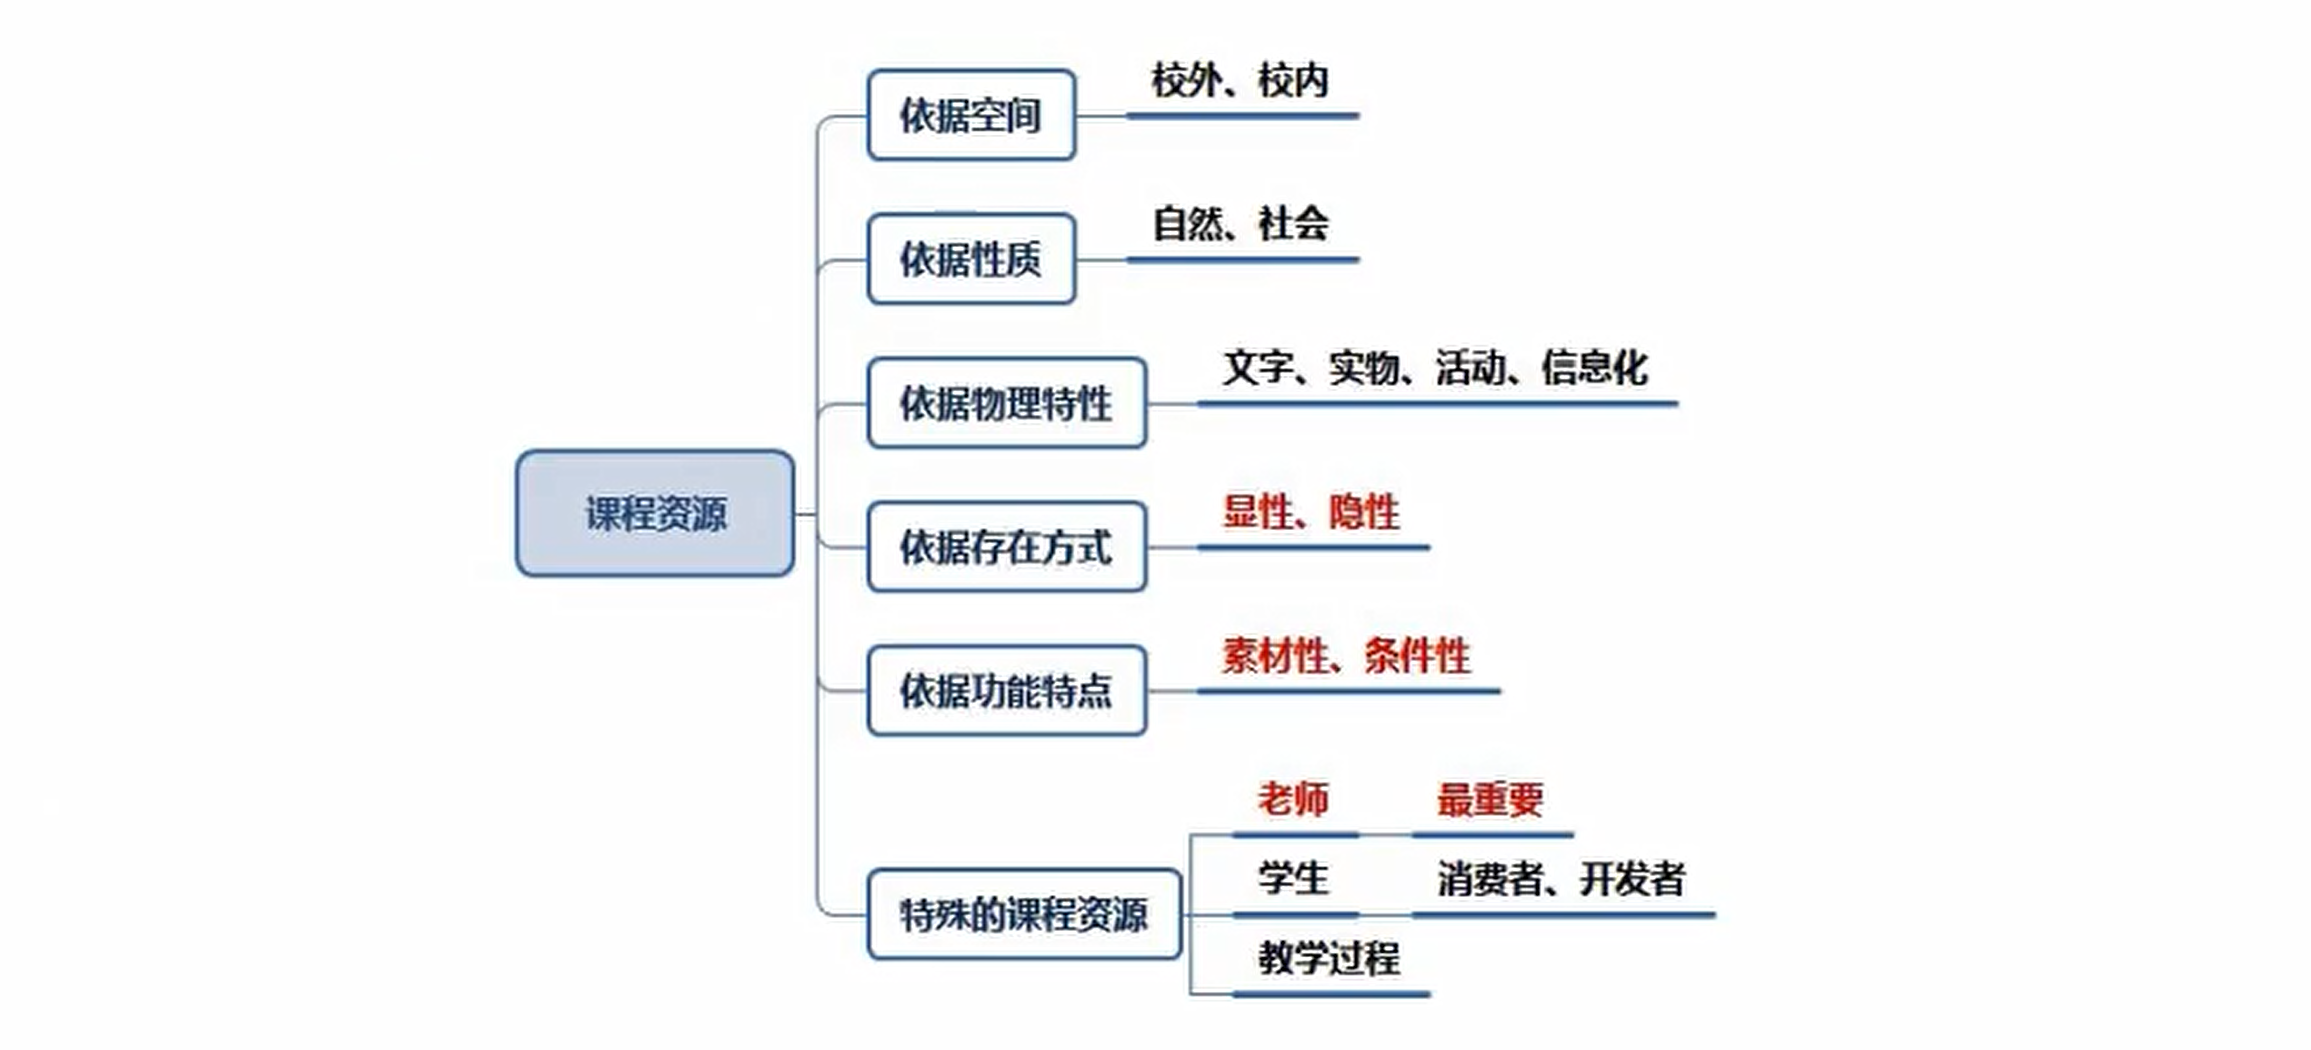 校外、校内
依据空间
自然、社会
依据性质
文字、实物、活动、信息化
依据物理特性
课程资源
显性、隐性
依据存在方式
素材性、条件性
依据功能特点
老师 最重要
学生 消费者、开发者
特殊的课程资源
教学过程